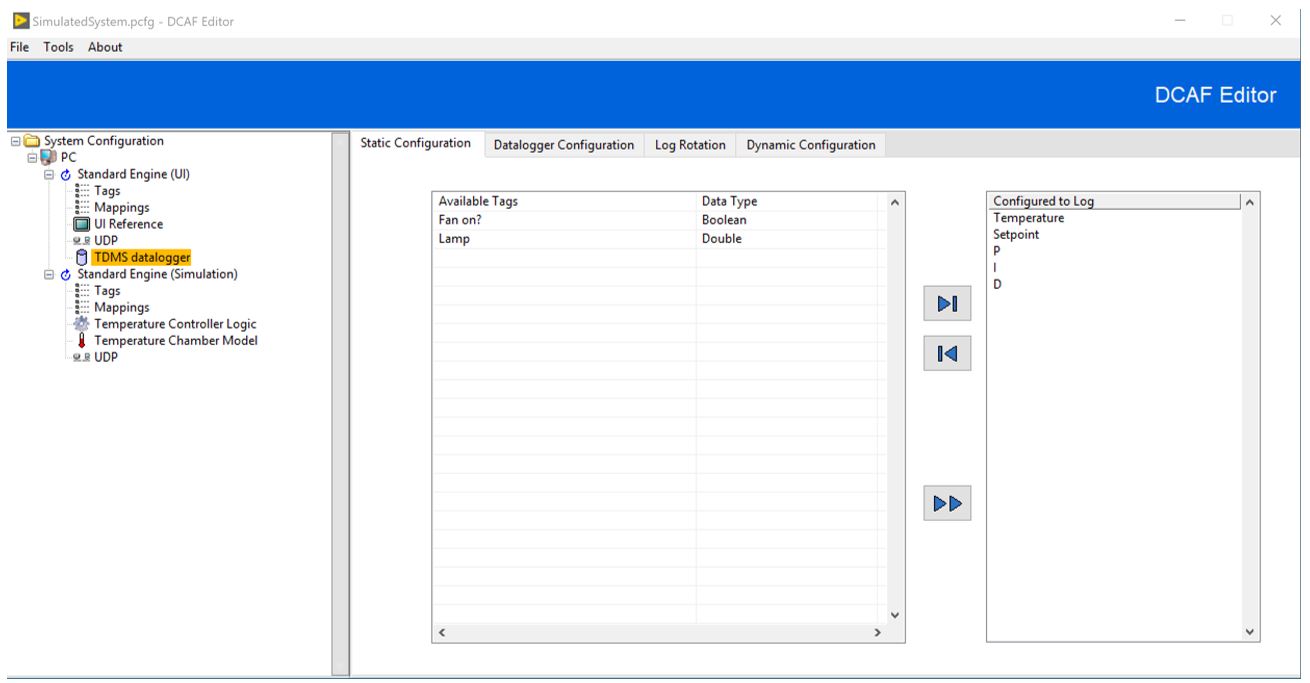 SimulatedSystem.pcfg - DCAF Editor
File Tools About
DCAF Editor
System Configuration
PC
Standard Engine (UI)
Tags
Mappings
UI Reference
UDP
TDMS datalogger
Standard Engine (Simulation)
Tags
Mappings
Temperature Controller Logic
Temperature Chamber Model
UDP
Static Configuration Datalogger Configuration Log Rotation Dynamic Configuration
Available Tags Data Type
Fan on? Boolean
Lamp Double
Configured to Log
Temperature
Setpoint
P
I
D